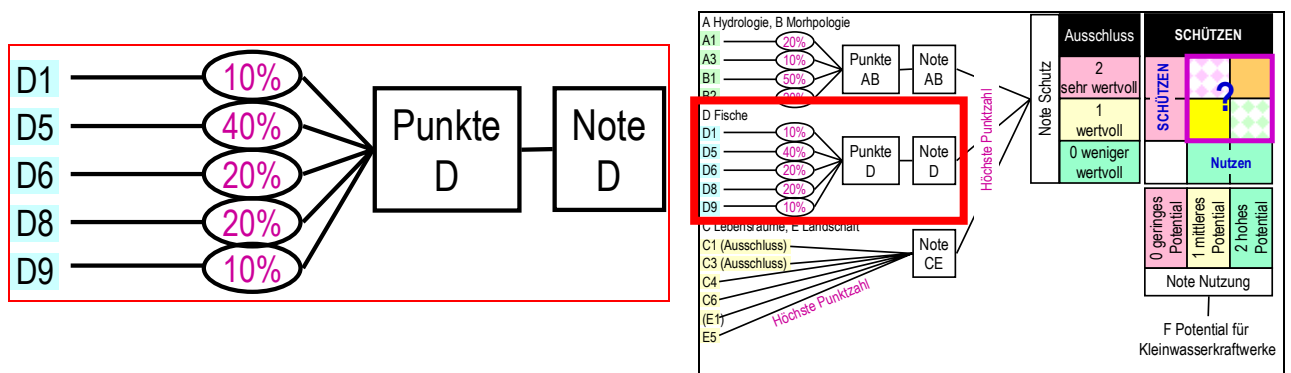 D1
10%
D5
40%
D6
20%
D8
20%
D9
10%
Punkte
D
Note
D
A Hydrologie, B Morhpologie
A1
20%
A3
10%
B1
50%
B2
Punkte
AB
Note
AB
D Fische
D1
10%
D5
40%
D6
20%
D8
20%
D9
10%
Punkte
D
Note
D
C Lebensräume, E Landschaft
C1 (Ausschluss)
C3 (Ausschluss)
C4
C6
(E1)
E5
Höchste Punktzahl
Note
CE
Höchste Punktzahl
Note Schutz
Ausschluss
2
sehr wertvoll
1
wertvoll
0 weniger
wertvoll
SCHÜTZEN
SCHÜTZEN
?
Nutzen
0 geringes
Potential
1 mittleres
Potential
2 hohes
Potential
Note Nutzung
F Potential für
Kleinwasserkraftwerke